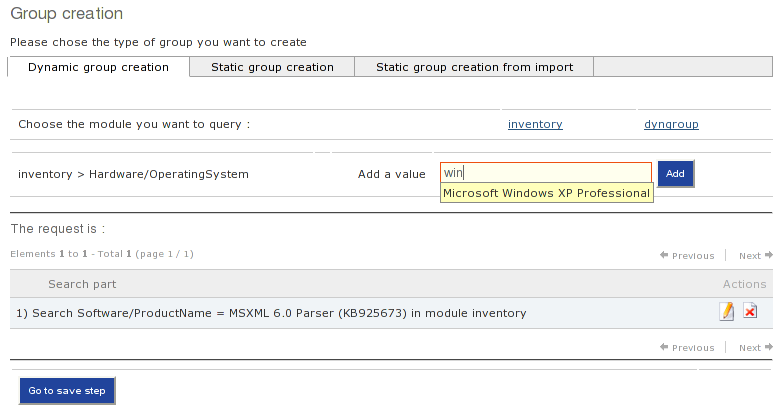 Group creation
Please chose the type of group you want to create
Dynamic group creation Static group creation Static group creation from import
Choose the module you want to query : inventory dyngroup
inventory > Hardware/OperatingSystem Add a value win Add
Microsoft Windows XP Professional
The request is :
Elements 1 to 1 - Total 1 (page 1 / 1) Previous Next
Search part Actions
1) Search Software/ProductName = MSXML 6.0 Parser (KB925673) in module inventory
Previous Next
Go to save step